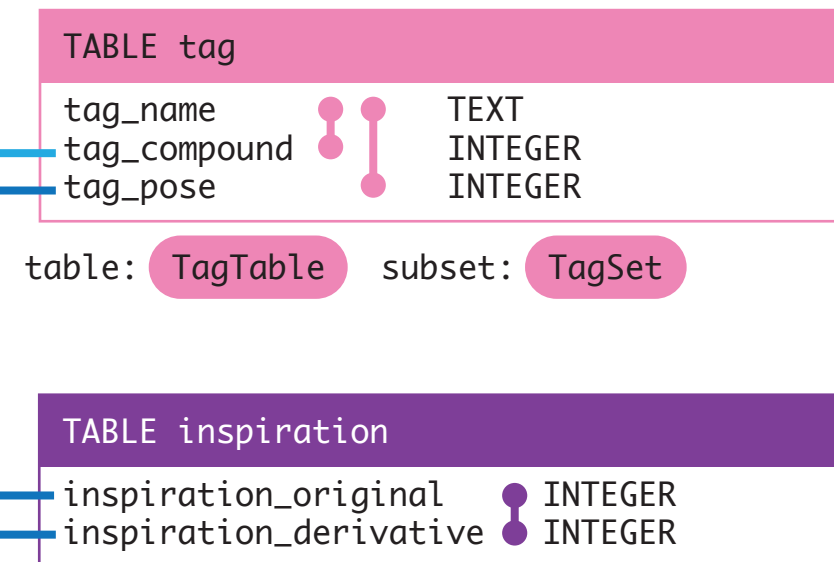 TABLE tag
tag_name TEXT
tag_compound INTEGER
tag_pose INTEGER
table: TagTable subset: TagSet
TABLE inspiration
inspiration_original INTEGER
inspiration_derivative INTEGER